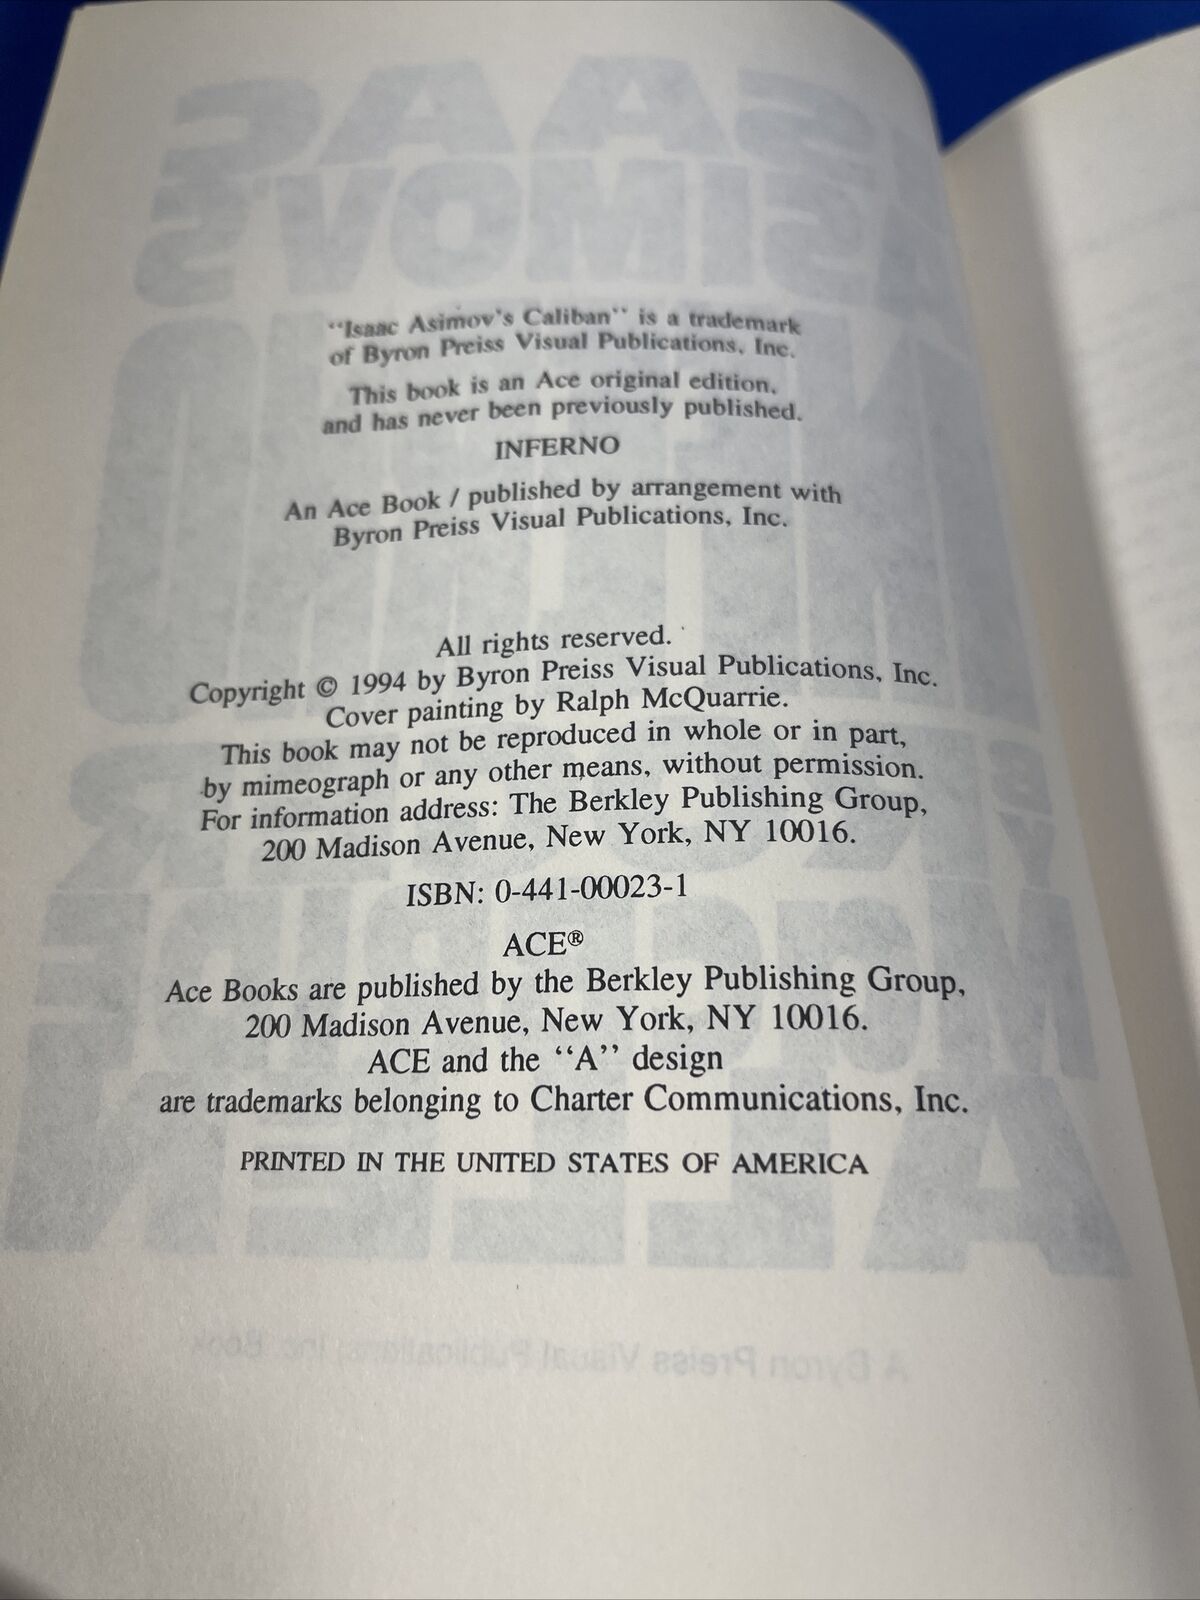 "Isaac Asimov's Caliban" is a trademark
of Byron Preiss Visual Publications, Inc.
This book is an Ace original edition,
and has never been previously published.
INFERNO
An Ace Book / published by arrangement with
Byron Preiss Visual Publications, Inc.
All rights reserved.
Copyright © 1994 by Byron Preiss Visual Publications, Inc.
Cover painting by Ralph McQuarrie.
This book may not be reproduced in whole or in part,
by mimeograph or any other means, without permission.
For information address: The Berkley Publishing Group,
200 Madison Avenue, New York, NY 10016.
ISBN: 0-441-00023-1
ACE®
Ace Books are published by the Berkley Publishing Group,
200 Madison Avenue, New York, NY 10016.
ACE and the "A" design
are trademarks belonging to Charter Communications, Inc.
PRINTED IN THE UNITED STATES OF AMERICA